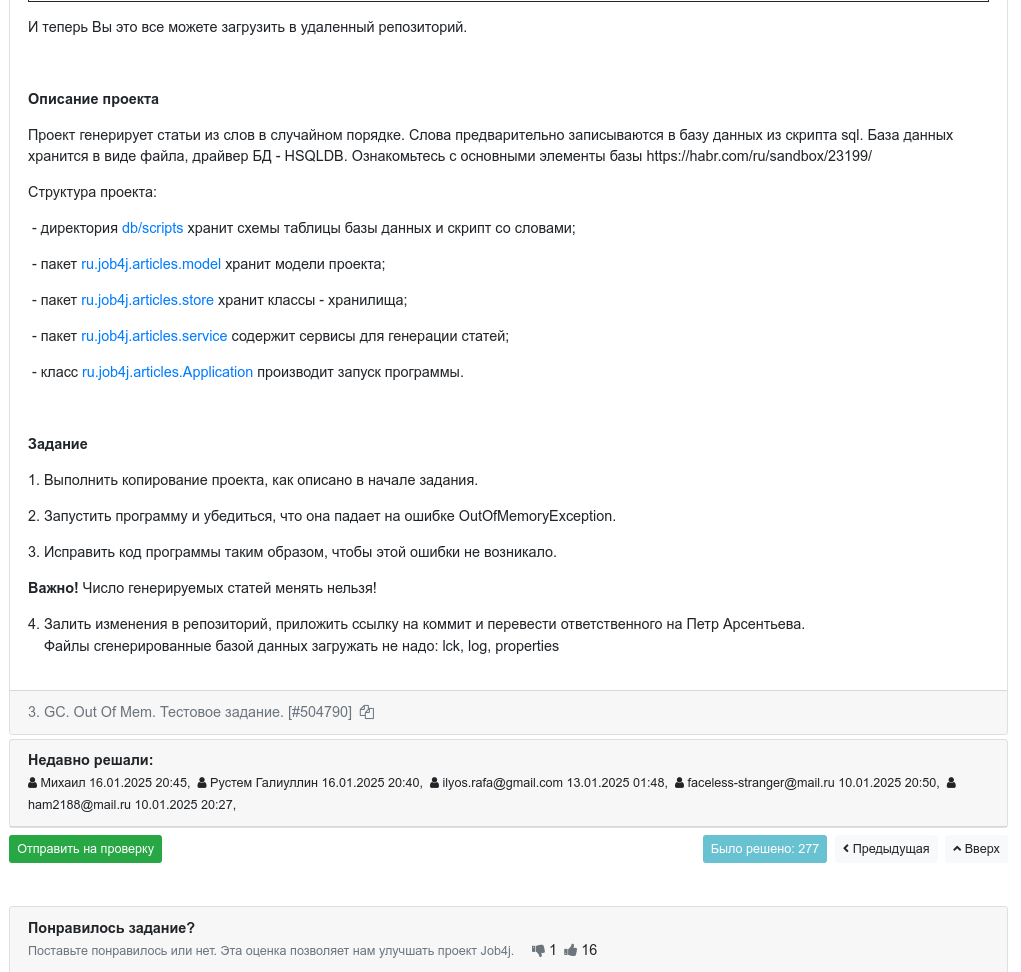 И теперь Вы это все можете загрузить в удаленный репозиторий.
Описание проекта
Проект генерирует статьи из слов в случайном порядке. Слова предварительно записываются в базу данных из скрипта sql. База данных
хранится в виде файла, драйвер БД - HSQLDB. Ознакомьтесь с основными элементы базы https://habr.com/ru/sandbox/23199/
Структура проекта:
- директория db/scripts хранит схемы таблицы базы данных и скрипт со словами;
- пакет ru.job4j.articles.model хранит модели проекта;
- пакет ru.job4j.articles.store хранит классы - хранилища;
- пакет ru.job4j.articles.service содержит сервисы для генерации статей;
- класс ru.job4j.articles.Application производит запуск программы.
Задание
1. Выполнить копирование проекта, как описано в начале задания.
2. Запустить программу и убедиться, что она падает на ошибке OutOfMemoryException.
3. Исправить код программы таким образом, чтобы этой ошибки не возникало.
Важно! Число генерируемых статей менять нельзя!
4. Залить изменения в репозиторий, приложить ссылку на коммит и перевести ответственного на Петр Арсентьева.
Файлы сгенерированные базой данных загружать не надо: lck, log, properties
3. GC. Out Of Mem. Тестовое задание. [#504790]
Недавно решали:
Михаил 16.01.2025 20:45, Рустем Галиуллин 16.01.2025 20:40, ilyos.rafa@gmail.com 13.01.2025 01:48, faceless-stranger@mail.ru 10.01.2025 20:50,
ham2188@mail.ru 10.01.2025 20:27,
Отправить на проверку Было решено: 277 Предыдущая Вверх
Понравилось задание?
Поставьте понравилось или нет. Эта оценка позволяет нам улучшать проект Job4j. 1 16